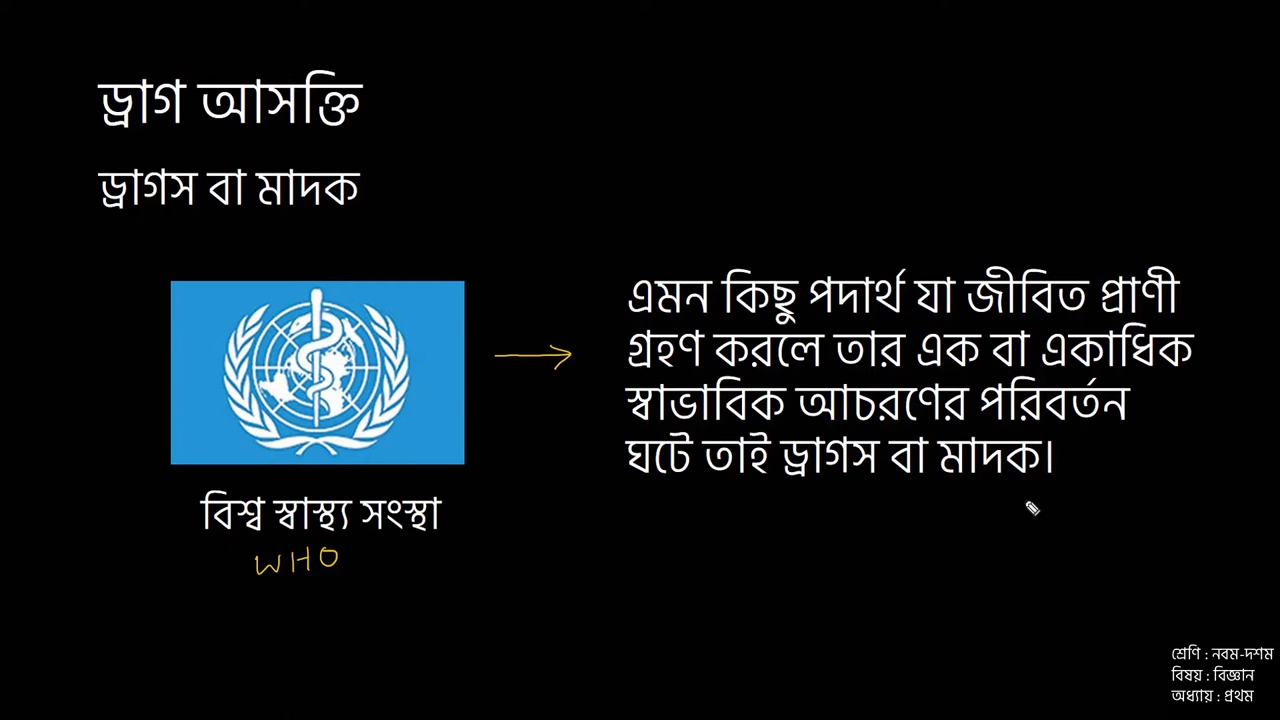 ড্রাগ আসক্তি
ড্রাগস বা মাদক
এমন কিছু পদার্থ যা জীবিত প্রাণী
গ্রহণ করলে তার এক বা একাধিক
স্বাভাবিক আচরণের পরিবর্তন
ঘটে তাই ড্রাগস বা মাদক।
বিশ্ব স্বাস্থ্য সংস্থা
WHO
শ্রেণি : নবম-দশম
বিষয় : বিজ্ঞান
অধ্যায় : প্রথম